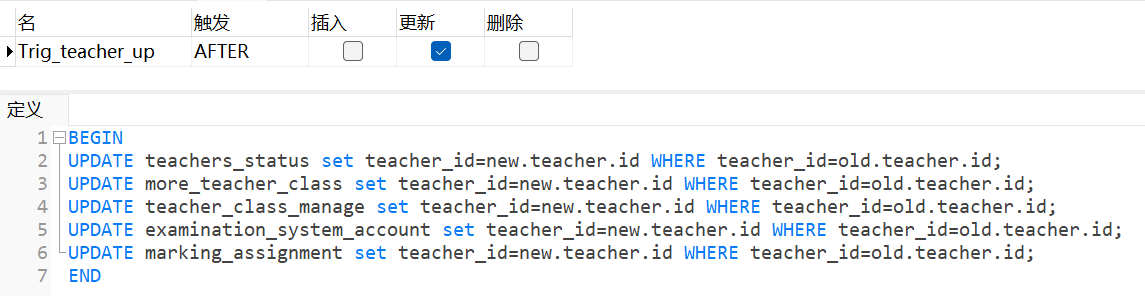 名 触发 插入 更新 删除
Trig_teacher_up AFTER
定义
1 BEGIN
2 UPDATE teachers_status set teacher_id=new.teacher.id WHERE teacher_id=old.teacher.id;
3 UPDATE more_teacher_class set teacher_id=new.teacher.id WHERE teacher_id=old.teacher.id;
4 UPDATE teacher_class_manage set teacher_id=new.teacher.id WHERE teacher_id=old.teacher.id;
5 UPDATE examination_system_account set teacher_id=new.teacher.id WHERE teacher_id=old.teacher.id;
6 UPDATE marking_assignment set teacher_id=new.teacher.id WHERE teacher_id=old.teacher.id;
7 END